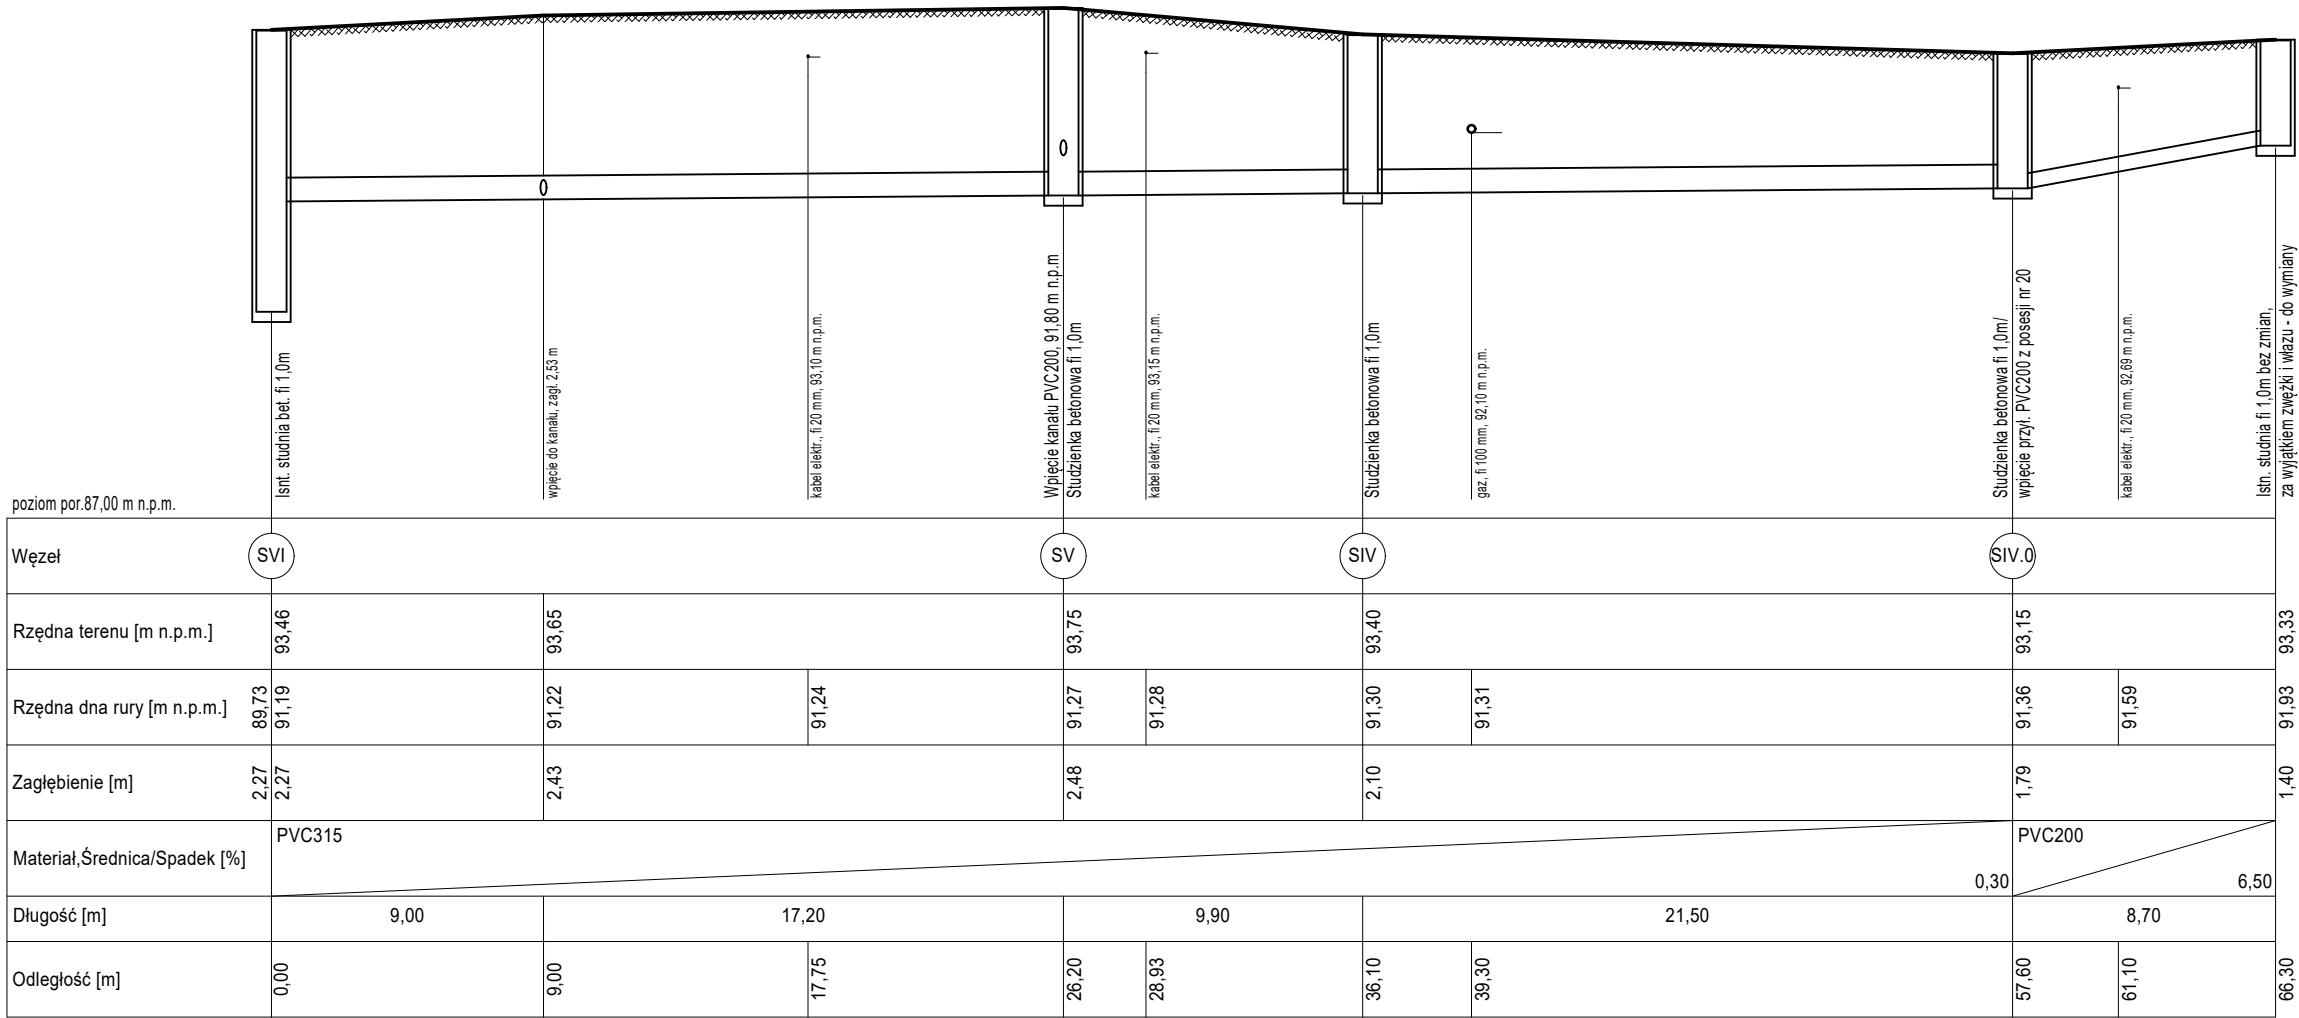 Isnt. studnia bet. fi 1,0m
wpięcie do kanału, zagł. 2,53 m
kabel elektr., fi 20 mm, 93,10 m n.p.m.
Wpięcie kanału PVC200, 91,80 m n.p.m
Studzienka betonowa fi 1,0m
kabel elektr., fi 20 mm, 93,15 m n.p.m.
Studzienka betonowa fi 1,0m
gaz, fi 100 mm, 92,10 m n.p.m.
Studzienka betonowa fi 1,0m/
wpięcie przył. PVC200 z posesji nr 20
kabel elektr., fi 20 mm, 92,69 m n.p.m.
Istn. studnia fi 1,0m bez zmian,
za wyjątkiem zwężki i włazu - do wymiany
poziom por.87,00 m n.p.m.
Węzeł SVI SV SIV SIV.0
Rzędna terenu [m n.p.m.] 93,46 93,65 93,75 93,40 93,15 93,33
Rzędna dna rury [m n.p.m.] 89,73 91,19 91,22 91,24 91,27 91,28 91,30 91,31 91,36 91,59 91,93
Zagłębienie [m] 2,27 2,27 2,43 2,48 2,10 1,79 1,40
PVC315 PVC200
Materiał,Średnica/Spadek [%]
0,30 6,50
Długość [m] 9,00 17,20 9,90 21,50 8,70
Odległość [m] 0,00 9,00 17,75 26,20 28,93 36,10 39,30 57,60 61,10 66,30